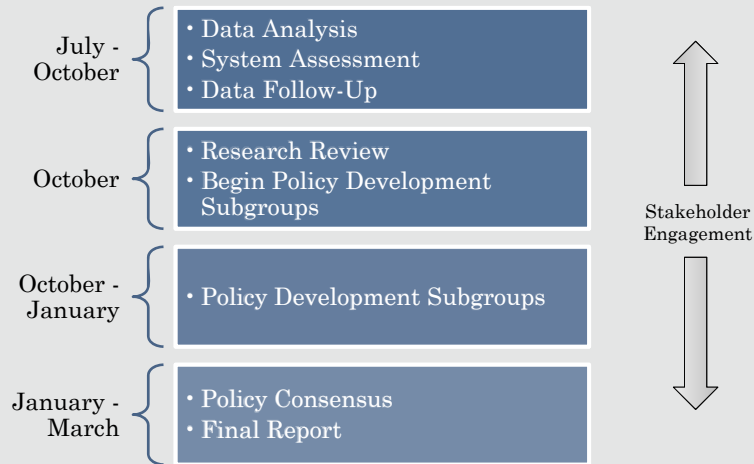 July -
October
• Data Analysis
• System Assessment
• Data Follow-Up
October
• Research Review
• Begin Policy Development
Subgroups
October -
January
• Policy Development Subgroups
January -
March
• Policy Consensus
• Final Report
Stakeholder
Engagement